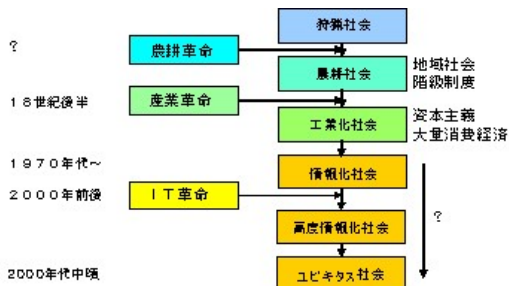 狩猟社会
?
農耕革命
農耕社会
地域社会
階級制度
18世紀後半
産業革命
工業化社会
資本主義
大量消費経済
1970年代~
情報化社会
2000年前後
IT革命
?
高度情報化社会
2000年代中頃
ユビキタス社会